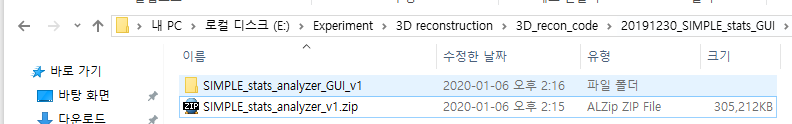 내 PC > 로컬 디스크 (E:) > Experiment > 3D reconstruction > 3D_recon_code > 20191230_SIMPLE_stats_GUI >
이름 수정한 날짜 유형 크기
바로 가기
SIMPLE_stats_analyzer_GUI_v1 2020-01-06 오후 2:16 파일 폴더
바탕 화면
SIMPLE_stats_analyzer_v1.zip 2020-01-06 오후 2:15 ALZip ZIP File 305,212KB
다운로드